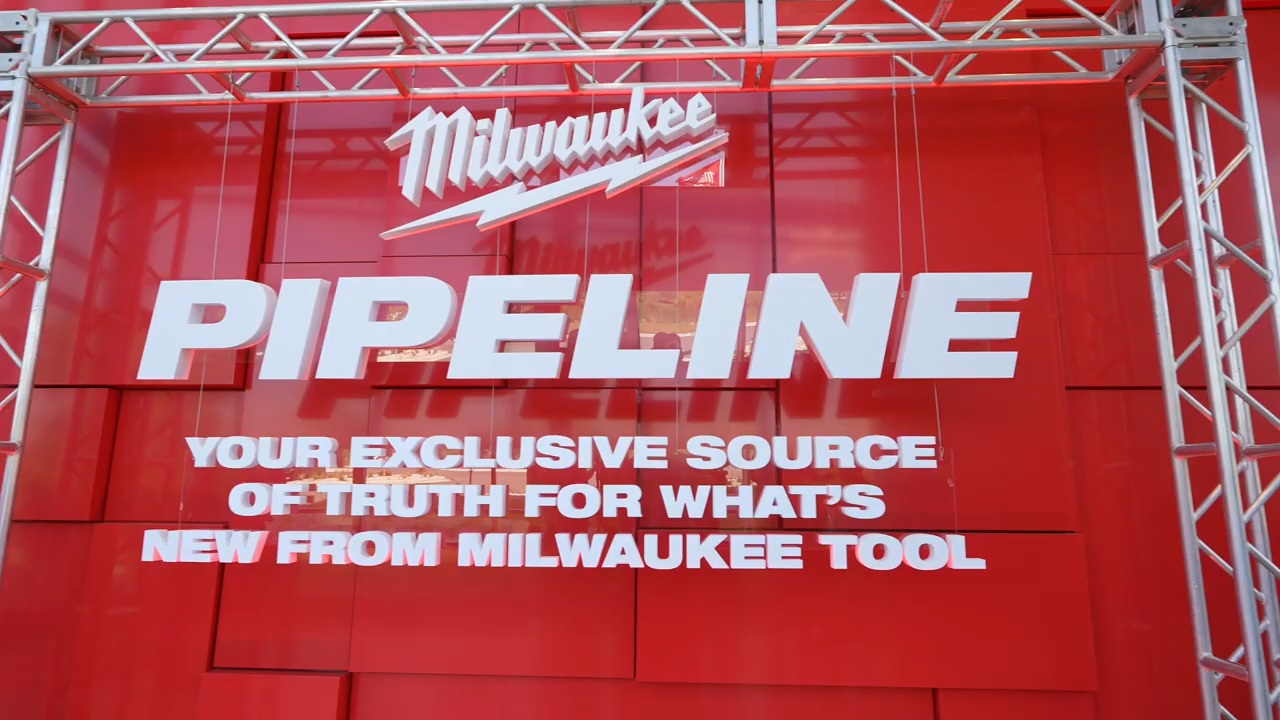 Milwaukee
PIPELINE
YOUR EXCLUSIVE SOURCE
OF TRUTH FOR WHAT'S
NEW FROM MILWAUKEE TOOL